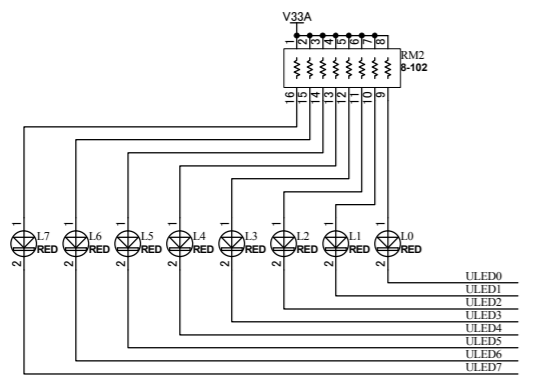 V33A
1 2 3 4 5 6 7 8
RM2
8-102
16 15 14 13 12 11 10 9
1 1 1 1 1 1 1 1
L7 L6 L5 L4 L3 L2 L1 L0
RED RED RED RED RED RED RED RED
2 2 2 2 2 2 2 2
ULED0
ULED1
ULED2
ULED3
ULED4
ULED5
ULED6
ULED7